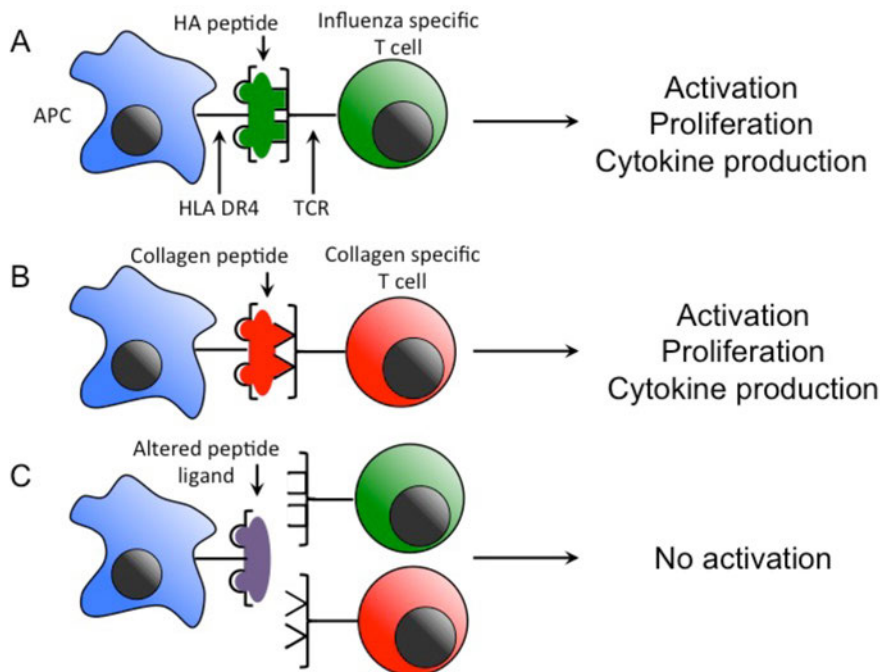 A
HA peptide
Influenza specific
T cell
APC
HLA DR4
TCR
Activation
Proliferation
Cytokine production
B
Collagen peptide
Collagen specific
T cell
Activation
Proliferation
Cytokine production
C
Altered peptide
ligand
No activation